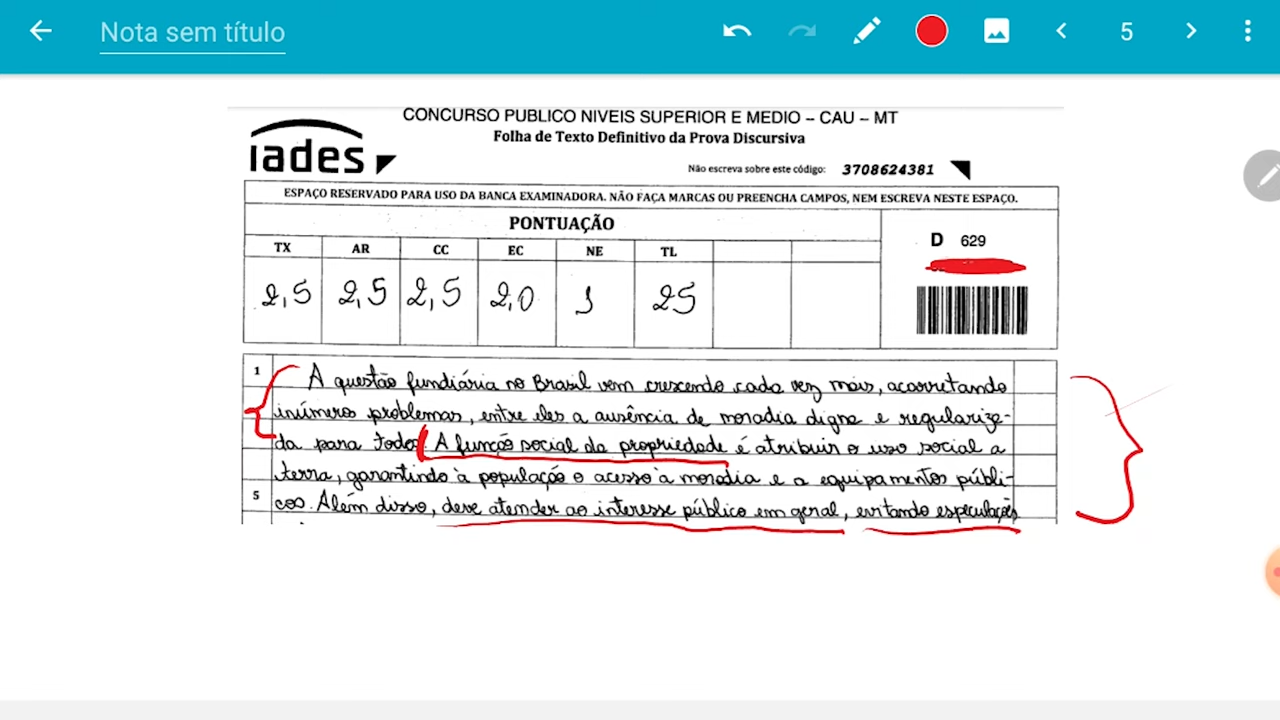 Nota sem título
5
CONCURSO PUBLICO NIVEIS SUPERIOR E MEDIO – CAU – MT
Folha de Texto Definitivo da Prova Discursiva
iades
Não escreva sobre este código: 3708624381
ESPAÇO RESERVADO PARA USO DA BANCA EXAMINADORA. NÃO FAÇA MARCAS OU PREENCHA CAMPOS, NEM ESCREVA NESTE ESPAÇO.
PONTUAÇÃO
TX AR CC EC NE TL
D 629
2,5 2,5 2,5 2,0 1 25
1 A questão fundiária no Brasil vem crescendo cada vez mais, acarretando
inúmeros problemas, entre eles a ausência de moradia digna e regulariza-
da para todos. A função social da propriedade é atribuir o uso social a
terra, garantindo à população o acesso à moradia e a equipamentos públi-
5 cos. Além disso, deve atender ao interesse público em geral, evitando especulações